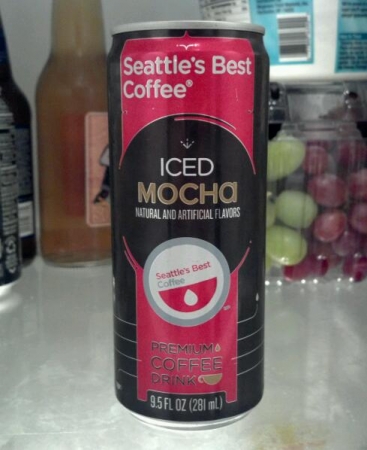 Seattle's Best
Coffee®
ICED
MOCHA
NATURAL AND ARTIFICIAL FLAVORS
Seattle's Best
Coffee
PREMIUM
COFFEE
DRINK
9.5 FL OZ (281 mL)